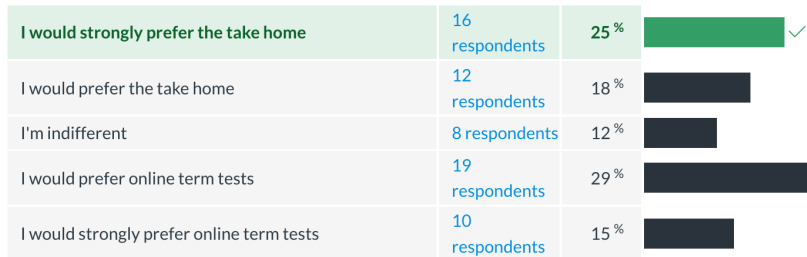 I would strongly prefer the take home
16
respondents
25 %
I would prefer the take home
12
respondents
18 %
I'm indifferent
8 respondents
12 %
I would prefer online term tests
19
respondents
29 %
I would strongly prefer online term tests
10
respondents
15 %